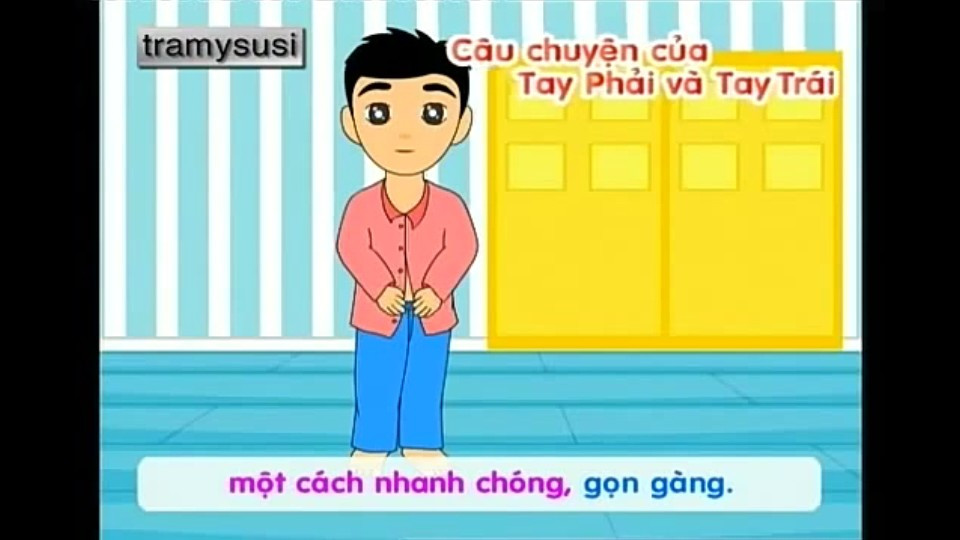 tramysusi
Câu chuyện của
Tay Phải và Tay Trái
một cách nhanh chóng, gọn gàng.